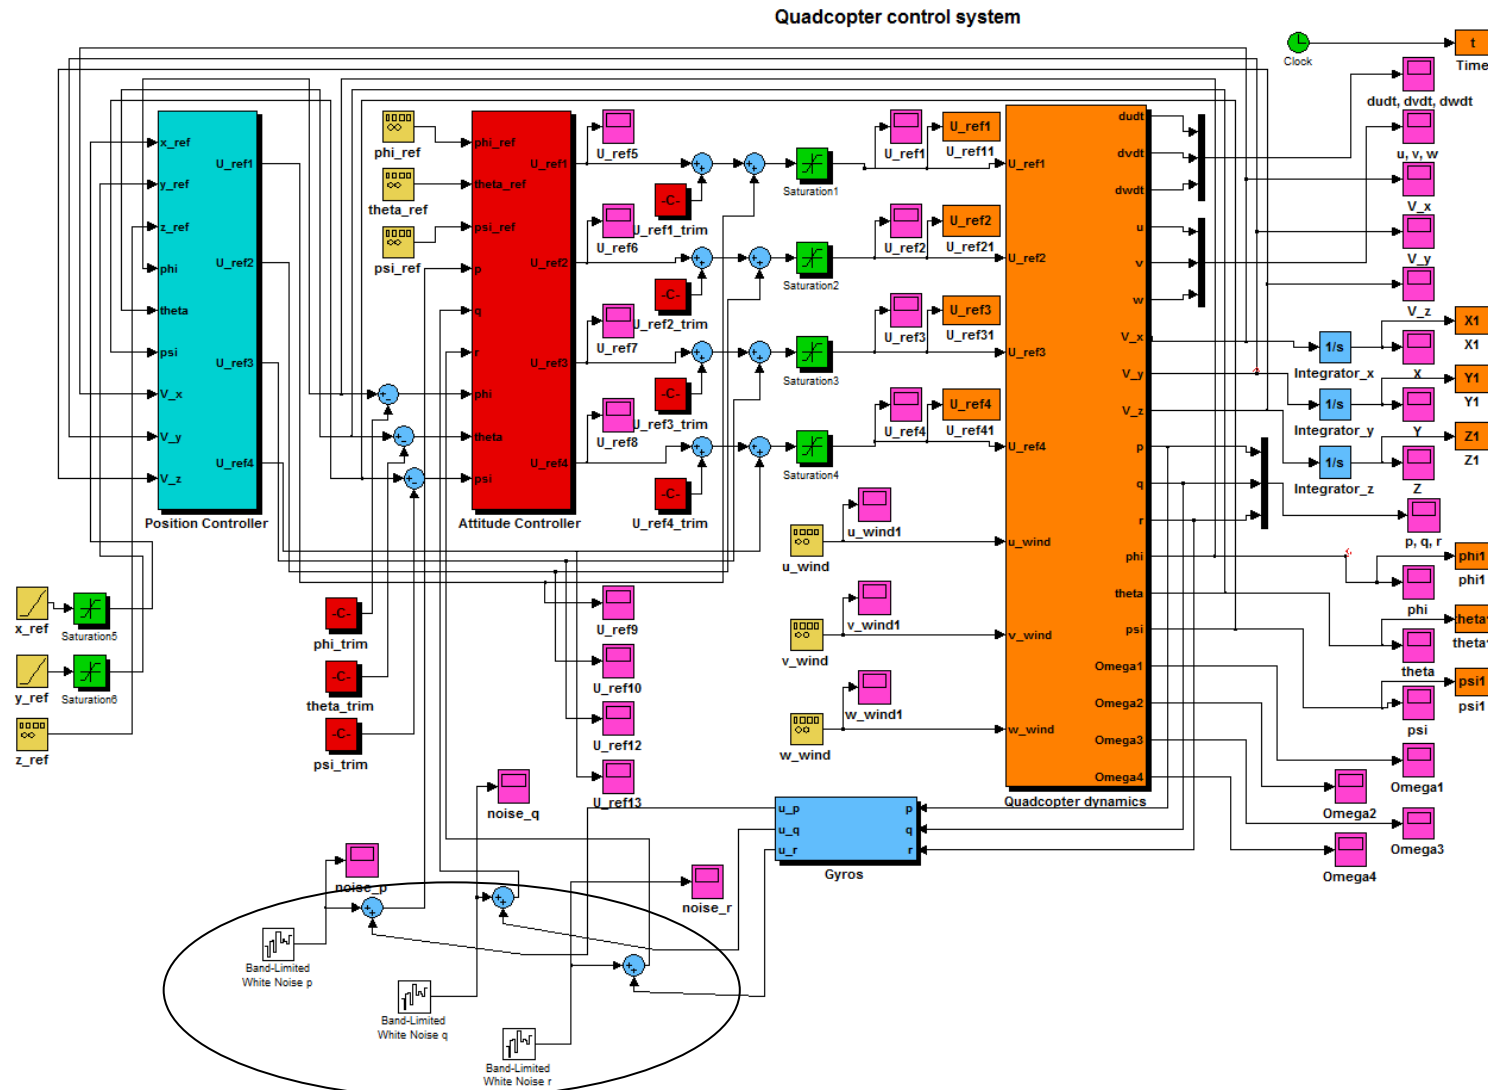 Quadcopter control system
Clock
t
Time
dudt, dvdt, dwdt
u, v, w
V_x
V_y
V_z
x_ref
y_ref
z_ref
phi
theta
psi
V_x
V_y
V_z
U_ref1
U_ref2
U_ref3
U_ref4
Position Controller
phi_ref
theta_ref
psi_ref
phi_ref
theta_ref
psi_ref
p
q
r
phi
theta
psi
U_ref1
U_ref2
U_ref3
U_ref4
Attitude Controller
U_ref5
U_ref6
U_ref7
U_ref8
-C-
U_ref1_trim
-C-
U_ref2_trim
-C-
U_ref3_trim
-C-
U_ref4_trim
Saturation1
Saturation2
Saturation3
Saturation4
U_ref1
U_ref1
U_ref11
U_ref2
U_ref2
U_ref21
U_ref3
U_ref3
U_ref31
U_ref4
U_ref4
U_ref41
U_ref1
U_ref2
U_ref3
U_ref4
u_wind
v_wind
w_wind
dudt
dvdt
dwdt
u
v
w
V_x
V_y
V_z
p
q
r
phi
theta
psi
Omega1
Omega2
Omega3
Omega4
Quadcopter dynamics
u_wind1
u_wind
v_wind1
v_wind
w_wind1
w_wind
1/s
Integrator_x
1/s
Integrator_y
1/s
Integrator_z
X
X1
X1
Y
Y1
Y1
Z
Z1
Z1
p, q, r
phi1
phi1
phi
theta
psi1
psi1
psi
Omega1
Omega2
Omega3
Omega4
x_ref
Saturation5
y_ref
Saturation6
z_ref
-C-
phi_trim
-C-
theta_trim
-C-
psi_trim
U_ref9
U_ref10
U_ref12
U_ref13
noise_q
noise_p
noise_r
u_p
u_q
u_r
p
q
r
Gyros
Band-Limited
White Noise p
Band-Limited
White Noise q
Band-Limited
White Noise r